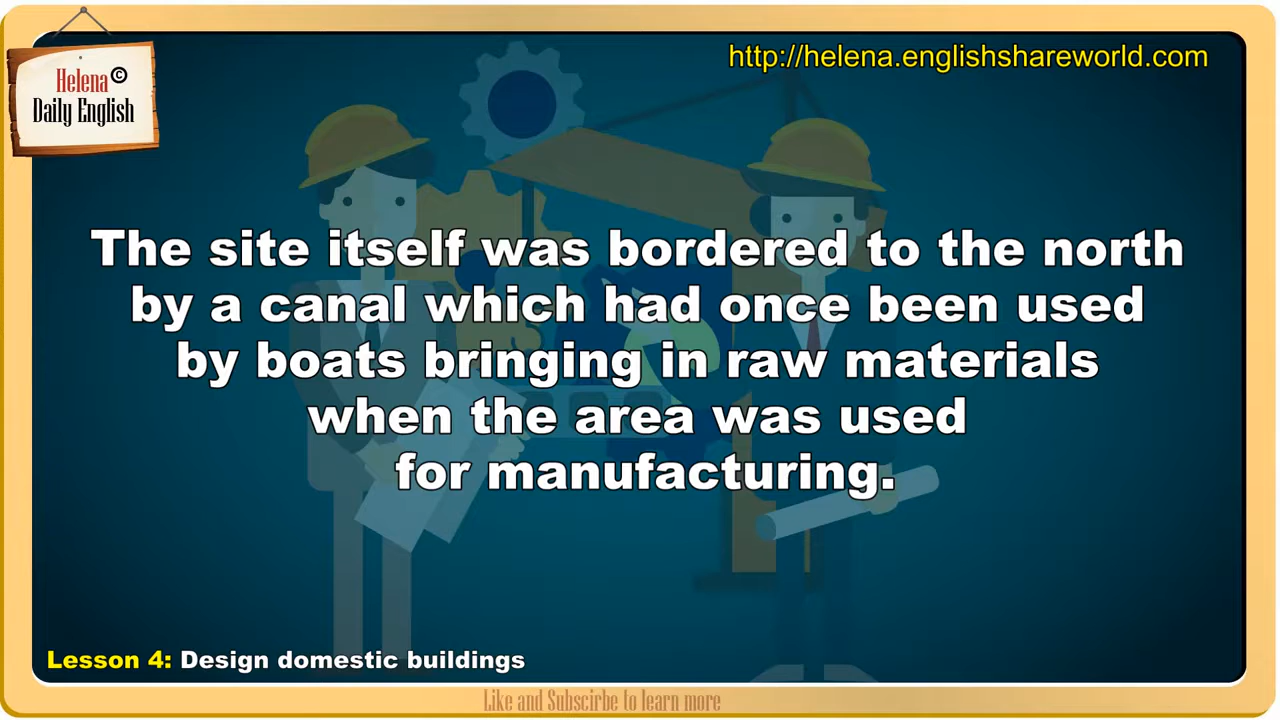 http://helena.englishshareworld.com
Helena©
Daily English
The site itself was bordered to the north
by a canal which had once been used
by boats bringing in raw materials
when the area was used
for manufacturing.
Lesson 4: Design domestic buildings
Like and Subscirbe to learn more